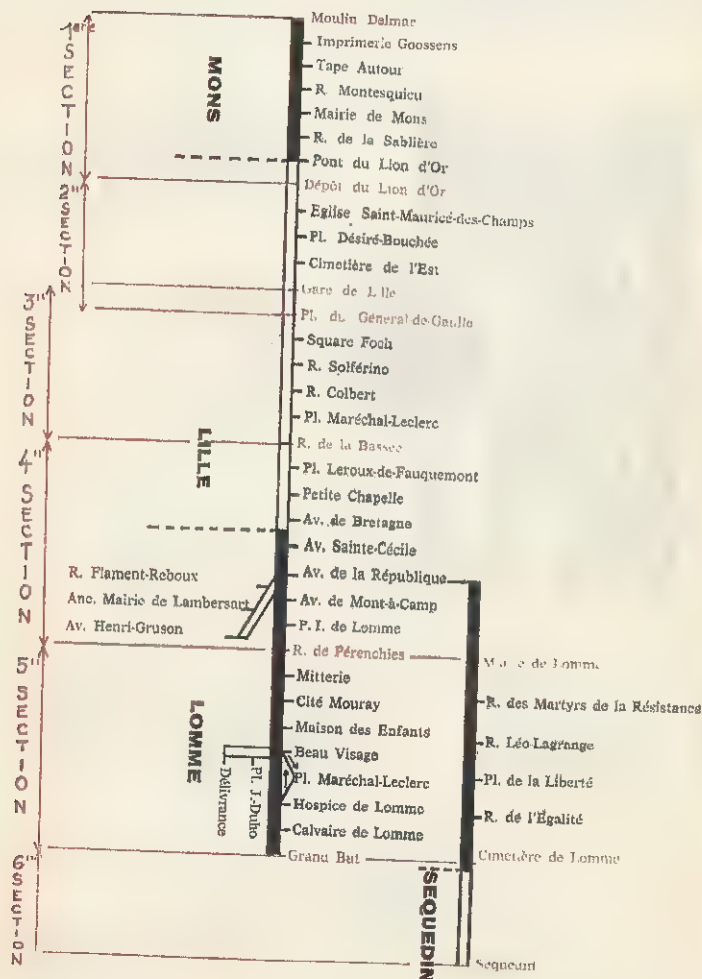 1ère SECTION
2" SECTION
3" SECTION
4" SECTION
5" SECTION
6" SECTION
MONS
LILLE
LOMME
SEQUEDIN
Moulin Delmar
Imprimerie Goossens
Tape Autour
R. Montesquieu
Mairie de Mons
R. de la Sablière
Pont du Lion d'Or
Dépôt du Lion d'Or
Eglise Saint-Maurice-des-Champs
Pl. Désiré-Bouchée
Cimetière de l'Est
Gare de Lille
Pl. du Général-de-Gaulle
Square Foch
R. Solférino
R. Colbert
Pl. Maréchal-Leclerc
R. de la Bassée
Pl. Leroux-de-Fauquemont
Petite Chapelle
Av. de Bretagne
Av. Sainte-Cécile
Av. de la République
Av. de Mont-à-Camp
P. I. de Lomme
R. de Pérenchies
Mitterie
Cité Mouray
Maison des Enfants
Beau Visage
Pl. Maréchal-Leclerc
Hospice de Lomme
Calvaire de Lomme
Grand But
R. Flament-Reboux
Anc. Mairie de Lambersart
Av. Henri-Gruson
Délivrance
Pl. J.-Duho
Mairie de Lomme
R. des Martyrs de la Résistance
R. Léo-Lagrange
Pl. de la Liberté
R. de l'Égalité
Cimetière de Lomme
Sequedin